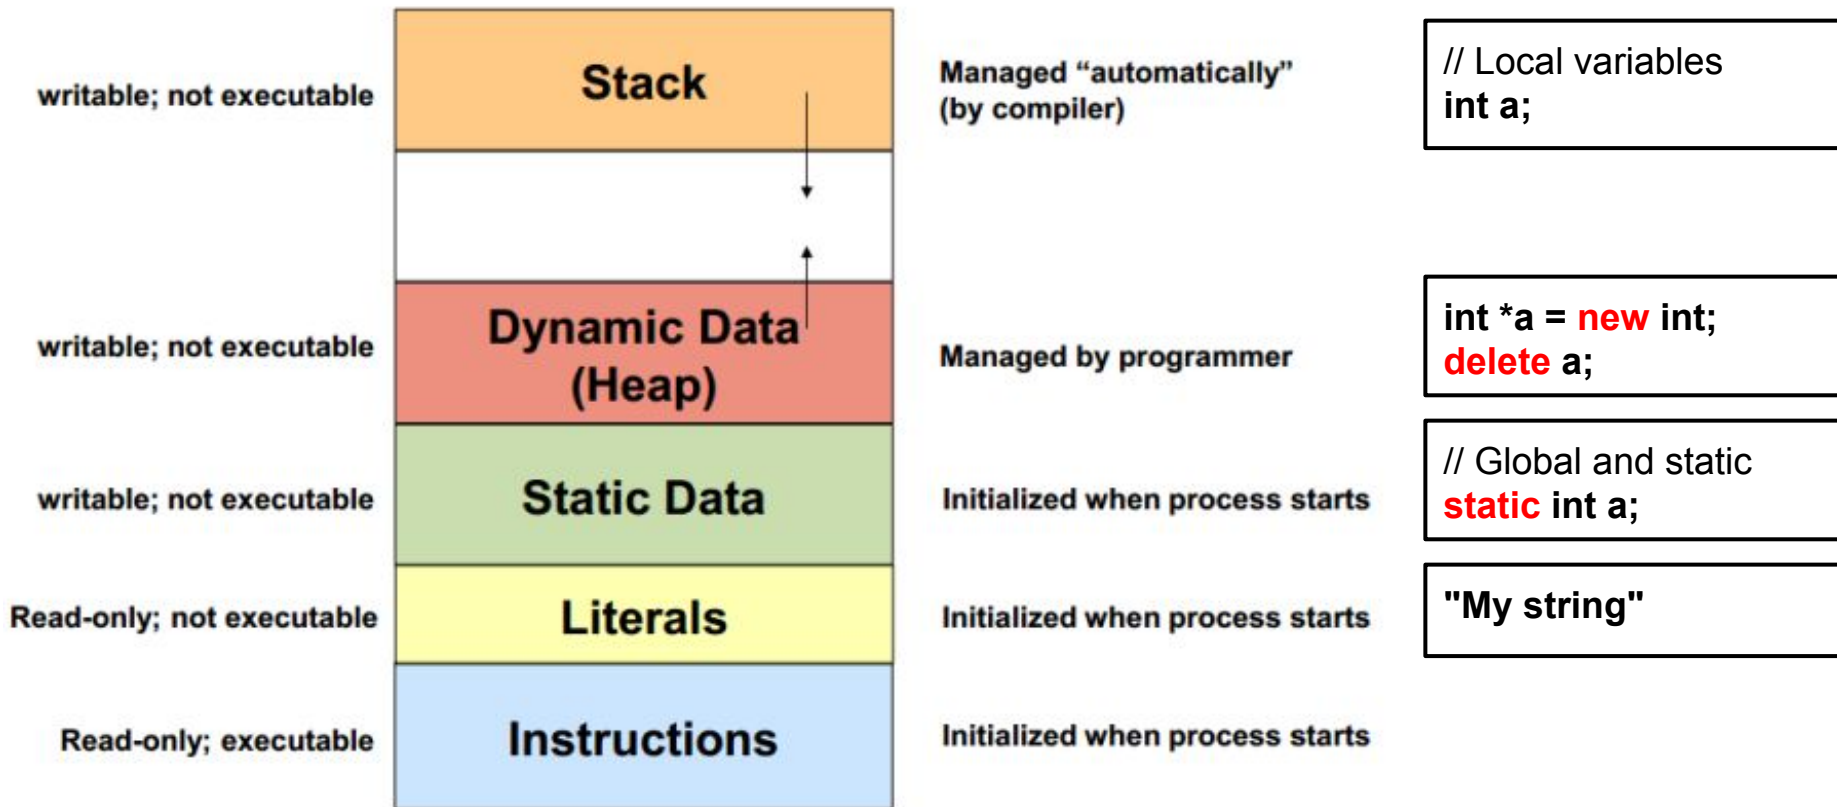 writable; not executable
Stack
Managed “automatically”
(by compiler)
// Local variables
int a;
writable; not executable
Dynamic Data
(Heap)
Managed by programmer
int *a = new int;
delete a;
writable; not executable
Static Data
Initialized when process starts
// Global and static
static int a;
Read-only; not executable
Literals
Initialized when process starts
"My string"
Read-only; executable
Instructions
Initialized when process starts